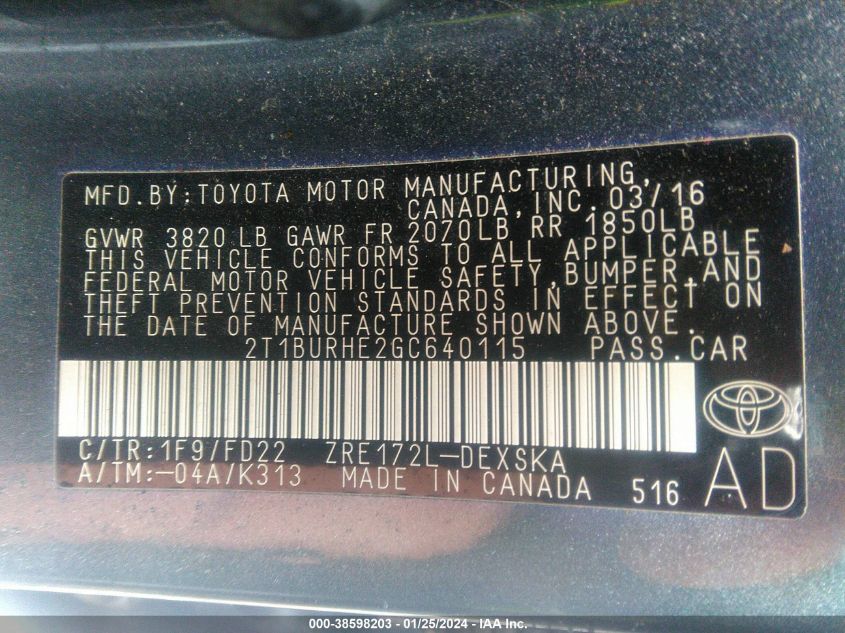 MFD.BY:TOYOTA MOTOR MANUFACTURING,
CANADA, INC. 03/16
GVWR 3820 LB GAWR FR 2070LB RR 1850LB
THIS VEHICLE CONFORMS TO ALL APPLICABLE
FEDERAL MOTOR VEHICLE SAFETY, BUMPER, AND
THEFT PREVENTION STANDARDS IN EFFECT ON
THE DATE OF MANUFACTURE SHOWN ABOVE.
2T1BURHE2GC640115 PASS.CAR
C/TR:1F9/FD22 ZRE172L-DEXSKA
A/TM:-04A/K313 MADE IN CANADA 516 AD
000-38598203 - 01/25/2024 - IAA Inc.